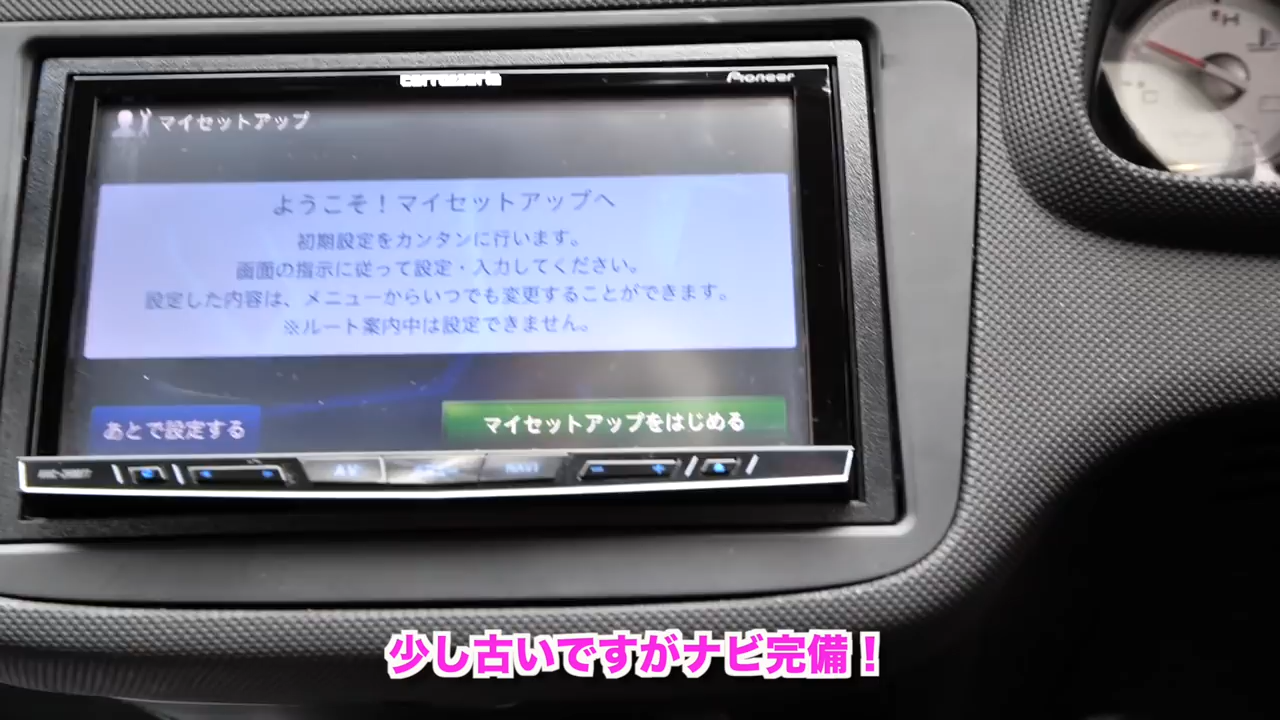 carrozzeria
Pioneer
マイセットアップ
ようこそ！マイセットアップへ
初期設定をカンタンに行います。
画面の指示に従って設定・入力してください。
設定した内容は、メニューからいつでも変更することができます。
※ルート案内中は設定できません。
あとで設定する
マイセットアップをはじめる
AV
NAVI
H
少し古いですがナビ完備！